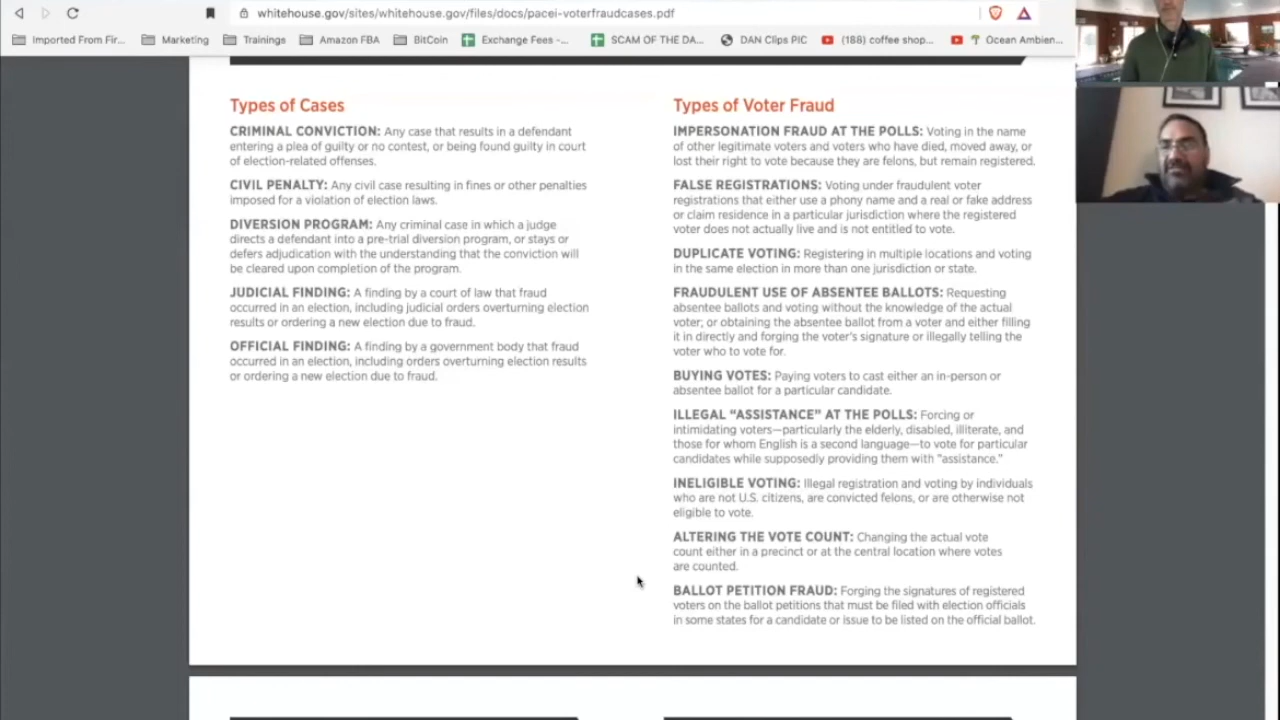 whitehouse.gov/sites/whitehouse.gov/files/docs/pacei-voterfraudcases.pdf
Imported From Fir... Marketing Trainings Amazon FBA BitCoin Exchange Fees -... SCAM OF THE DA... DAN Clips PIC (188) coffee shop... Ocean Ambien...
Types of Cases
CRIMINAL CONVICTION: Any case that results in a defendant
entering a plea of guilty or no contest, or being found guilty in court
of election-related offenses.
CIVIL PENALTY: Any civil case resulting in fines or other penalties
imposed for a violation of election laws.
DIVERSION PROGRAM: Any criminal case in which a judge
directs a defendant into a pre-trial diversion program, or stays or
defers adjudication with the understanding that the conviction will
be cleared upon completion of the program.
JUDICIAL FINDING: A finding by a court of law that fraud
occurred in an election, including judicial orders overturning election
results or ordering a new election due to fraud.
OFFICIAL FINDING: A finding by a government body that fraud
occurred in an election, including orders overturning election results
or ordering a new election due to fraud.
Types of Voter Fraud
IMPERSONATION FRAUD AT THE POLLS: Voting in the name
of other legitimate voters and voters who have died, moved away, or
lost their right to vote because they are felons, but remain registered.
FALSE REGISTRATIONS: Voting under fraudulent voter
registrations that either use a phony name and a real or fake address
or claim residence in a particular jurisdiction where the registered
voter does not actually live and is not entitled to vote.
DUPLICATE VOTING: Registering in multiple locations and voting
in the same election in more than one jurisdiction or state.
FRAUDULENT USE OF ABSENTEE BALLOTS: Requesting
absentee ballots and voting without the knowledge of the actual
voter; or obtaining the absentee ballot from a voter and either filling
it in directly and forging the voter's signature or illegally telling the
voter who to vote for.
BUYING VOTES: Paying voters to cast either an in-person or
absentee ballot for a particular candidate.
ILLEGAL “ASSISTANCE” AT THE POLLS: Forcing or
intimidating voters—particularly the elderly, disabled, illiterate, and
those for whom English is a second language—to vote for particular
candidates while supposedly providing them with “assistance.”
INELIGIBLE VOTING: Illegal registration and voting by individuals
who are not U.S. citizens, are convicted felons, or are otherwise not
eligible to vote.
ALTERING THE VOTE COUNT: Changing the actual vote
count either in a precinct or at the central location where votes
are counted.
BALLOT PETITION FRAUD: Forging the signatures of registered
voters on the ballot petitions that must be filed with election officials
in some states for a candidate or issue to be listed on the official ballot.